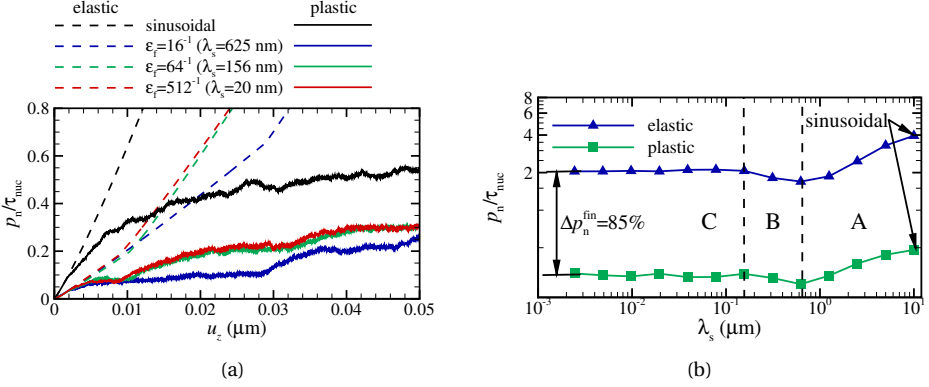 elastic plastic
sinusoidal
ε_f=16^-1 (λ_s=625 nm)
ε_f=64^-1 (λ_s=156 nm)
ε_f=512^-1 (λ_s=20 nm)
0.8
0.6
0.4
0.2
0
p_n/τ_nuc
0 0.01 0.02 0.03 0.04 0.05
u_z (μm)
(a)
8
6
4
2
p_n/τ_nuc
elastic
plastic
sinusoidal
Δp_n^fin=85%
C B A
10^-3 10^-2 10^-1 10^0 10^1
λ_s (μm)
(b)